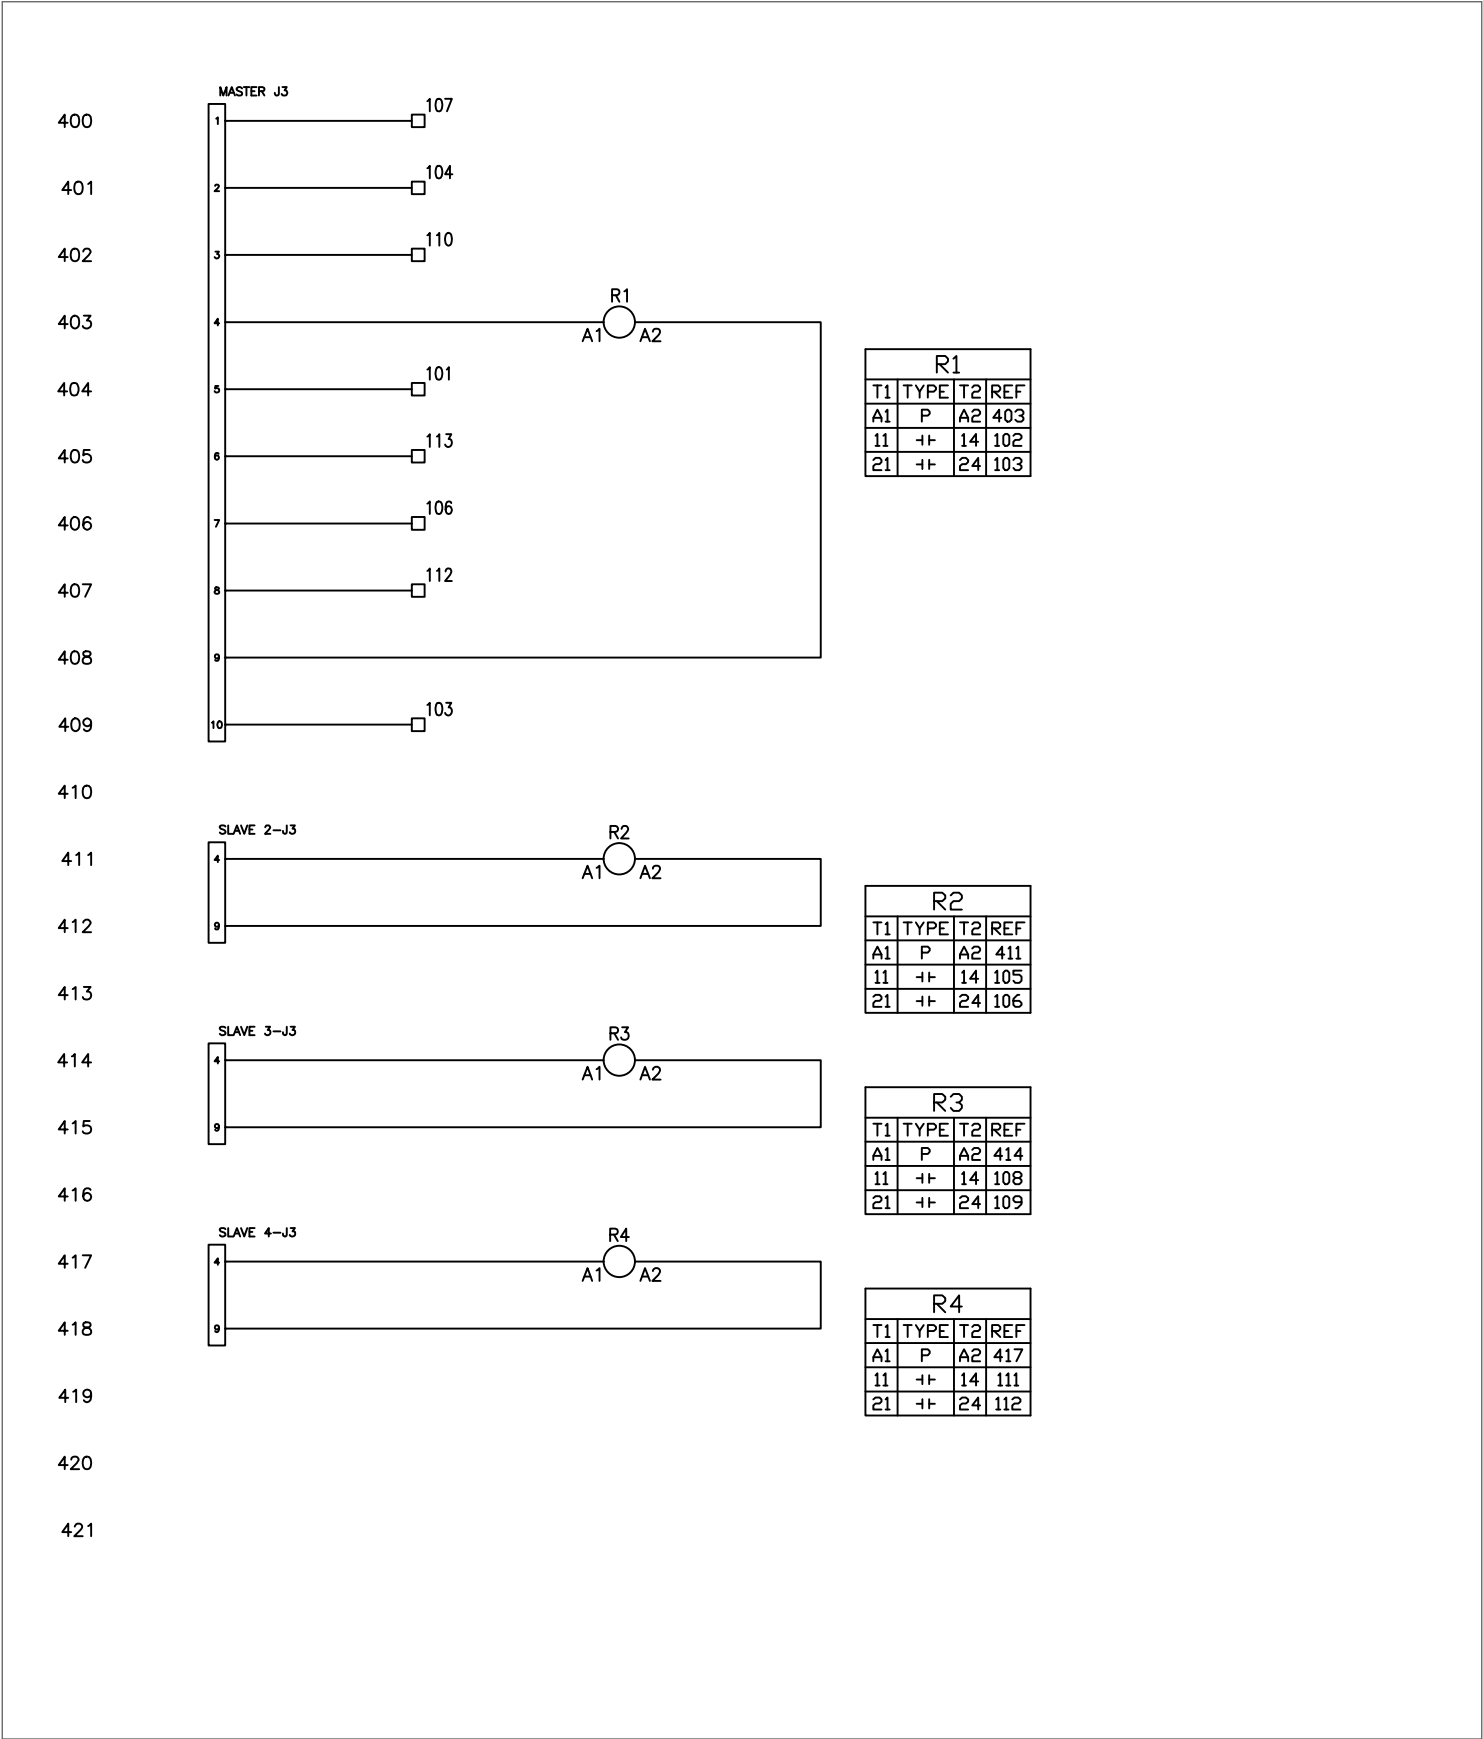 MASTER J3
400 1 107
401 2 104
402 3 110
R1
403 4 A1 A2
404 5 101
405 6 113
406 7 106
407 8 112
408 9
409 10 103
R1
T1 TYPE T2 REF
A1 P A2 403
11 14 102
21 24 103
410
SLAVE 2-J3
R2
411 4 A1 A2
412 9
413
R2
T1 TYPE T2 REF
A1 P A2 411
11 14 105
21 24 106
SLAVE 3-J3
R3
414 4 A1 A2
415 9
416
R3
T1 TYPE T2 REF
A1 P A2 414
11 14 108
21 24 109
SLAVE 4-J3
R4
417 4 A1 A2
418 9
419
R4
T1 TYPE T2 REF
A1 P A2 417
11 14 111
21 24 112
420
421